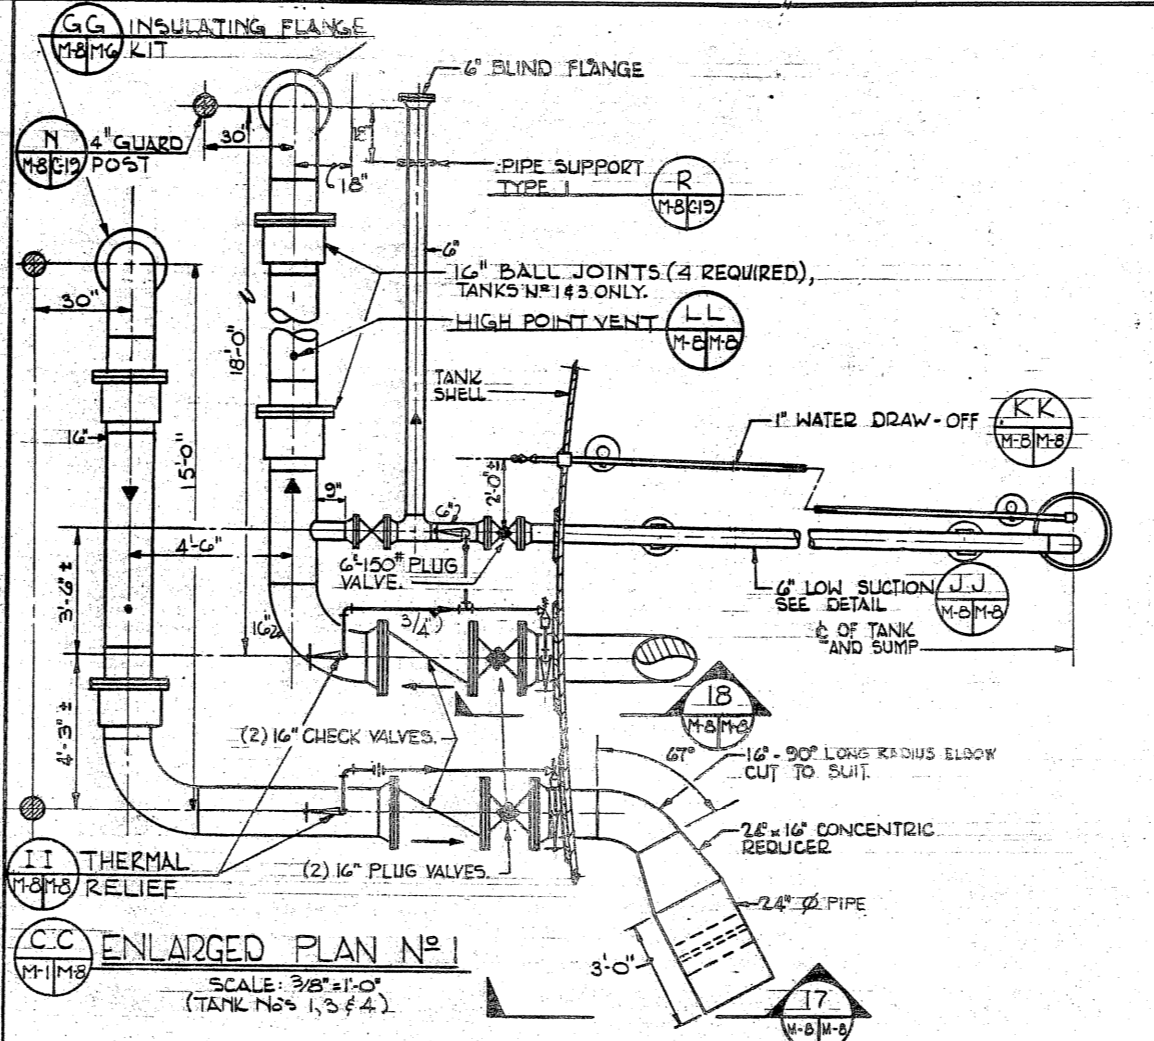 GG INSULATING FLANGE
M-8 M-6 KIT
6" BLIND FLANGE
N 4" GUARD
M-8 C-19 POST
30"
18"
18"
PIPE SUPPORT
TYPE 1
R
M-8 C-19
6"
16" BALL JOINTS (4 REQUIRED),
TANKS Nº 1 & 3 ONLY.
HIGH POINT VENT
LL
M-8 M-8
30"
18'-0"
TANK
SHELL
1" WATER DRAW-OFF
KK
M-8 M-8
16"
15'-0"
9"
2'-0"±
6"
4'-6"
6"-150# PLUG
VALVE.
3'-6" ±
6" LOW SUCTION
SEE DETAIL
JJ
M-8 M-8
℄ OF TANK
AND SUMP
16"
3/4"
18
M-8 M-8
(2) 16" CHECK VALVES.
4'-3" ±
67°
16" - 90° LONG RADIUS ELBOW
CUT TO SUIT.
24" x 16" CONCENTRIC
REDUCER
II THERMAL
M-8 M-8 RELIEF
(2) 16" PLUG VALVES.
24" Ø PIPE
3'-0"
CC ENLARGED PLAN Nº 1
M-1 M-8
SCALE: 3/8"=1'-0"
(TANK Nos 1, 3 & 4)
17
M-8 M-8